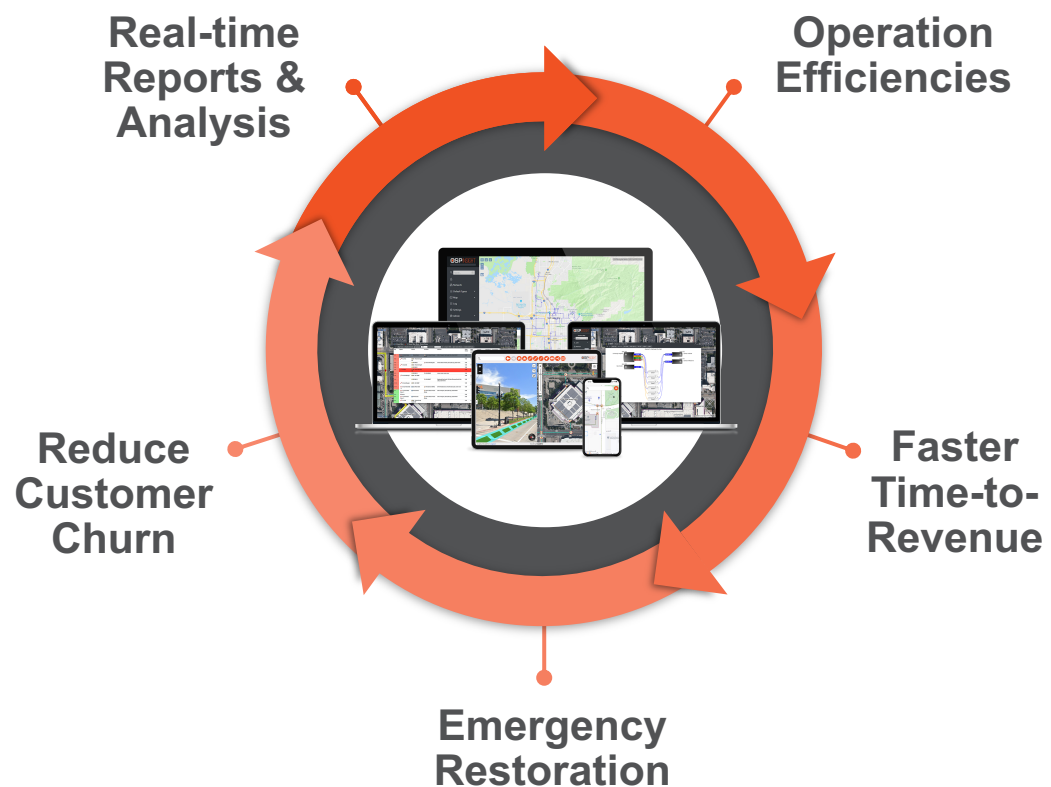 Real-time
Reports &
Analysis
Operation
Efficiencies
Faster
Time-to-
Revenue
Emergency
Restoration
Reduce
Customer
Churn